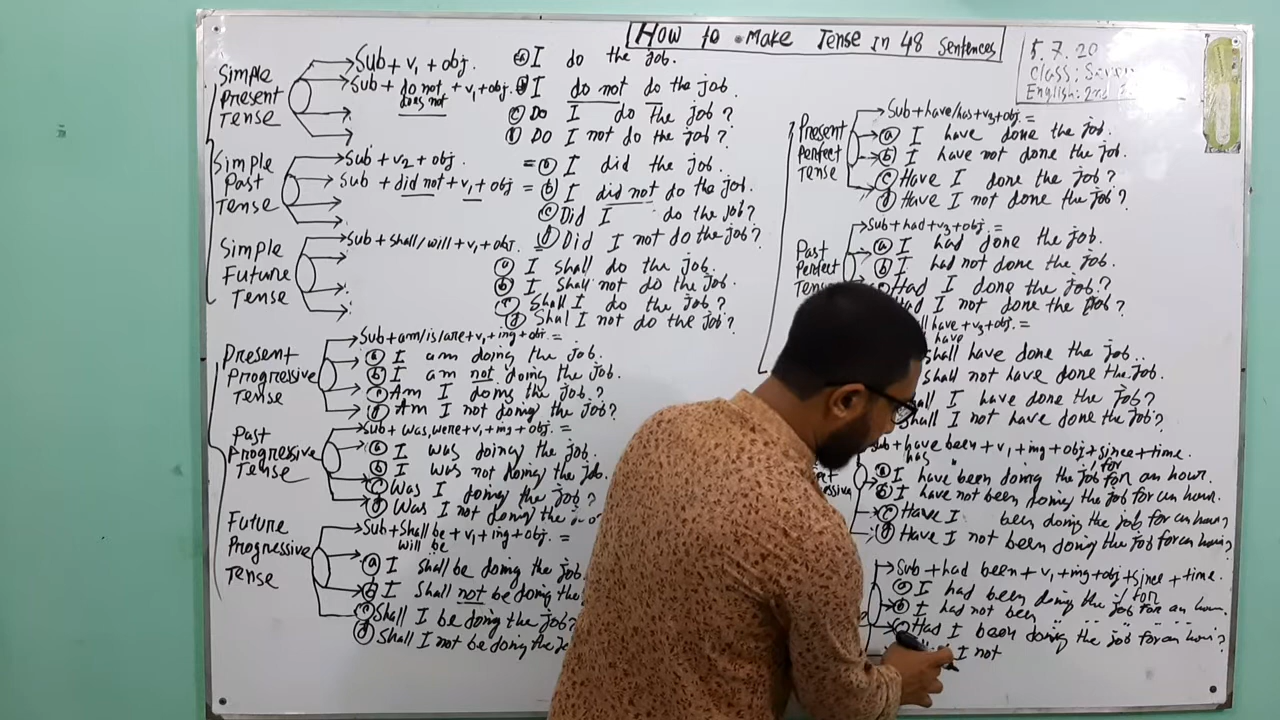 How to Make Tense in 48 Sentences
5.7.20
Class: Seven
English: 2nd
Simple Present Tense
Sub + v1 + obj.
Sub + do not + v1 + obj.
does not
(a) I do the job.
(b) I do not do the job.
(c) Do I do the job?
(d) Do I not do the job?
Simple Past Tense
Sub + v2 + obj.
Sub + did not + v1 + obj
= (a) I did the job.
= (b) I did not do the job.
(c) Did I do the job?
(d) Did I not do the job?
Simple Future Tense
Sub + shall/will + v1 + obj. =
(a) I shall do the job.
(b) I shall not do the job.
(c) Shall I do the job?
(d) Shal I not do the job?
Present Progressive Tense
Sub + am/is/are + v1 + ing + obj. =
(a) I am doing the job.
(b) I am not doing the job.
(c) Am I doing the job?
(d) Am I not doing the job?
Past Progressive Tense
Sub + was, were + v1 + ing + obj. =
(a) I was doing the job.
(b) I was not doing the job.
(c) Was I doing the job?
(d) Was I not doing the
Future Progressive Tense
Sub + shall be + v1 + ing + obj. =
will be
(a) I shall be doing the job.
(b) I shall not be doing the
(c) Shall I be doing the job?
(d) Shall I not be doing the
Present Perfect Tense
Sub + have/has + v3 + obj =
(a) I have done the job.
(b) I have not done the job.
(c) Have I done the job?
(d) Have I not done the job?
Past Perfect
Sub + had + v3 + obj. =
(a) I had done the job.
(b) I had not done the job.
Had I done the job?
Had I not done the job?
have + v3 + obj. =
have
shall have done the job.
shall not have done the job.
I have done the job?
Shall I not have done the job?
Sub + have been + v1 + ing + obj + since + time.
has for
(a) I have been doing the job for an hour.
(b) I have not been doing the job for an hour.
(c) Have I been doing the job for an hour?
(d) Have I not been doing the job for an hour?
Sub + had been + v1 + ing + obj + since + time.
for
(a) I had been doing the job for an hour.
(b) I had not been
(c) Had I been doing the job for an hour?
I not